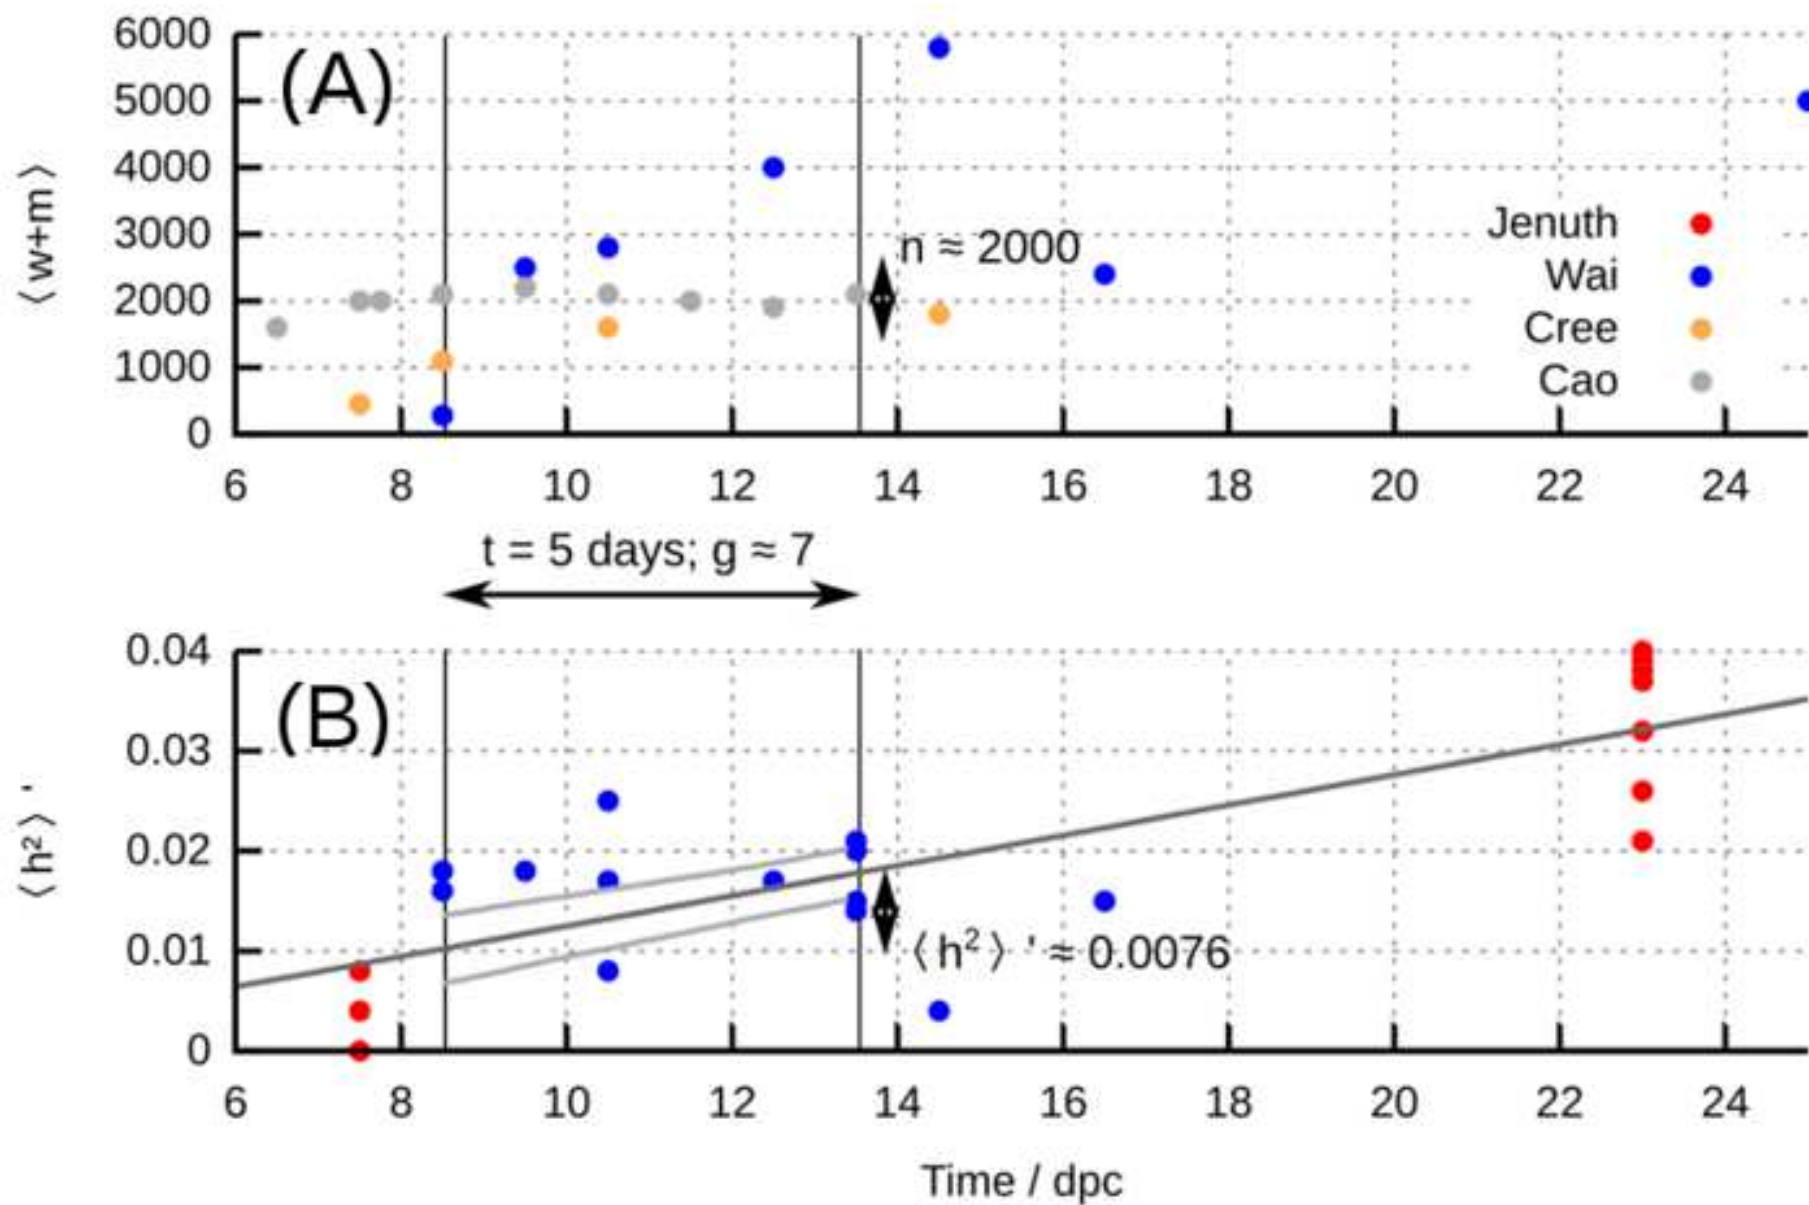 (A)
⟨w+m⟩
6000
5000
4000
3000
2000
1000
0
n ≈ 2000
Jenuth
Wai
Cree
Cao
6 8 10 12 14 16 18 20 22 24
t = 5 days; g ≈ 7
(B)
⟨h²⟩ '
0.04
0.03
0.02
0.01
0
⟨h²⟩ ' ≈ 0.0076
6 8 10 12 14 16 18 20 22 24
Time / dpc